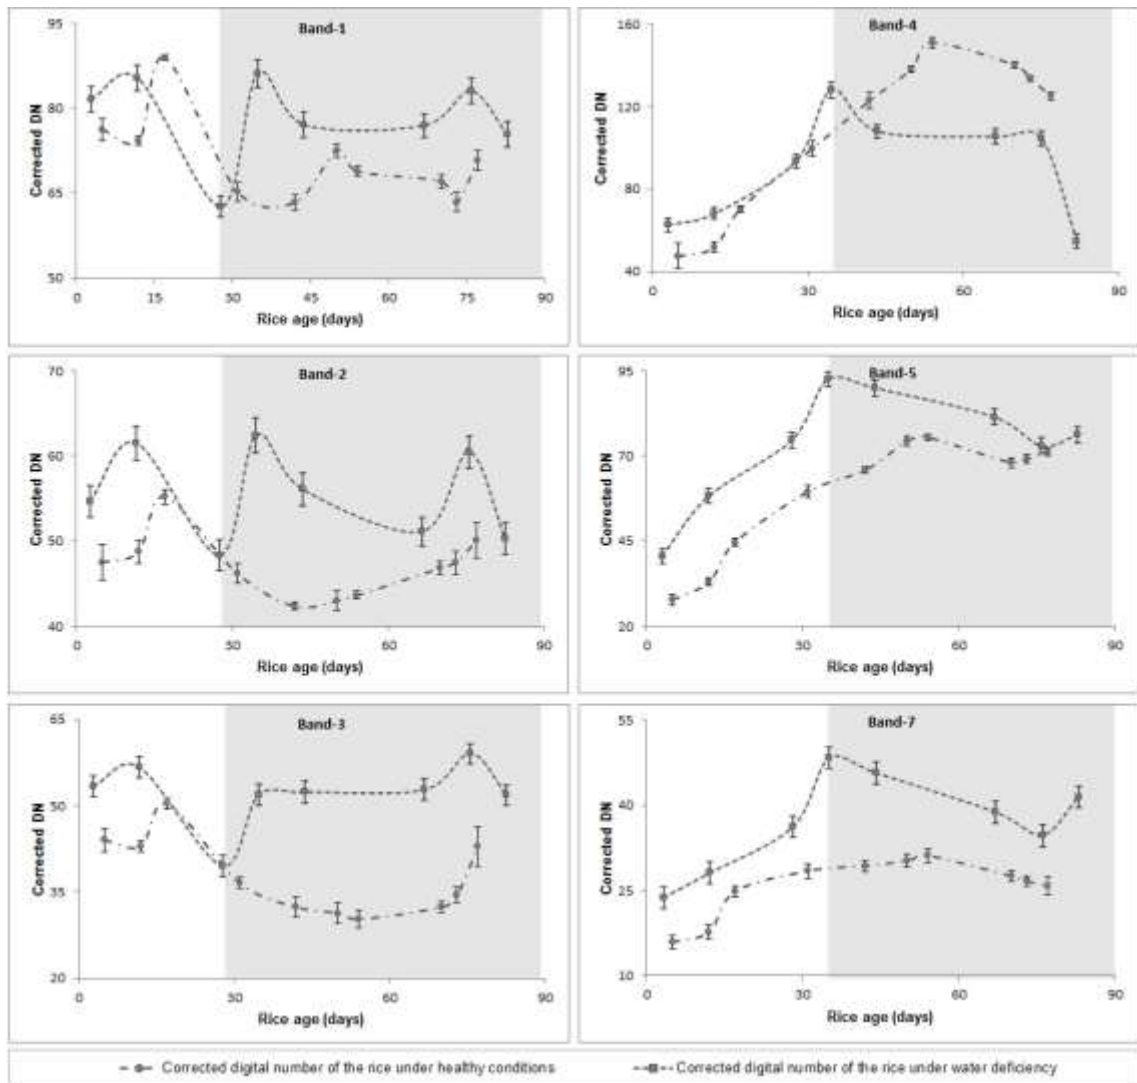 Band-1
95
80
65
50
Corrected DN
0 15 30 45 60 75 90
Rice age (days)
Band-4
160
120
80
40
Corrected DN
0 30 60 90
Rice age (days)
Band-2
70
60
50
40
Corrected DN
0 30 60 90
Rice age (days)
Band-5
95
70
45
20
Corrected DN
0 30 60 90
Rice age (days)
Band-3
65
50
35
20
Corrected DN
0 30 60 90
Rice age (days)
Band-7
55
40
25
10
Corrected DN
0 30 60 90
Rice age (days)
Corrected digital number of the rice under healthy conditions Corrected digital number of the rice under water deficiency